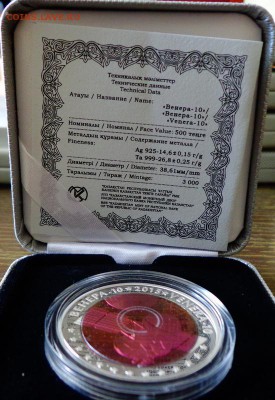 Техникалық мәліметтер
Технические данные
Technical Data
Атауы / Название / Name:
«Венера-10»/
«Венера-10»/
«Venera-10»
Номиналы / Номинал / Face Value: 500 теңге
Металдың құрамы / Содержание металла /
Fineness:
Ag 925-14,6±0,15 г/g
Ta 999-26,8±0,25 г/g
Диаметрі / Диаметр / Diameter: 38,61мм/mm
Таралымы / Тираж / Mintage:
3 000
ВЕНЕРА-10 • 2015 • VENERA-10